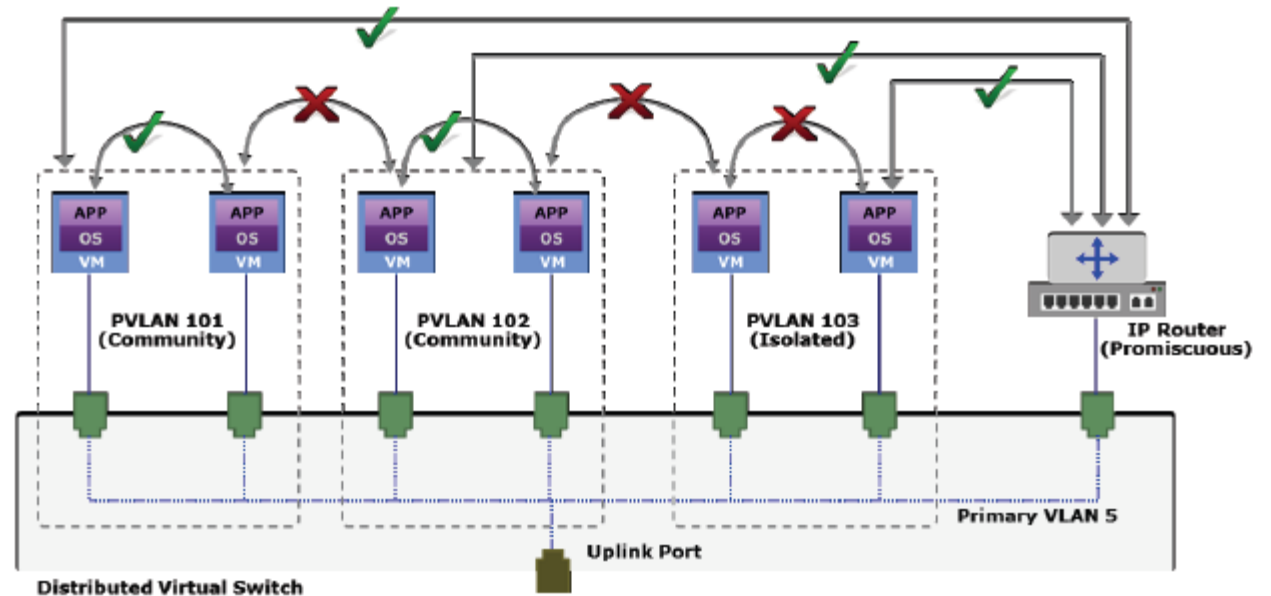 APP
OS
VM
APP
OS
VM
APP
OS
VM
APP
OS
VM
APP
OS
VM
APP
OS
VM
PVLAN 101
(Community)
PVLAN 102
(Community)
PVLAN 103
(Isolated)
IP Router
(Promiscuous)
Primary VLAN 5
Uplink Port
Distributed Virtual Switch